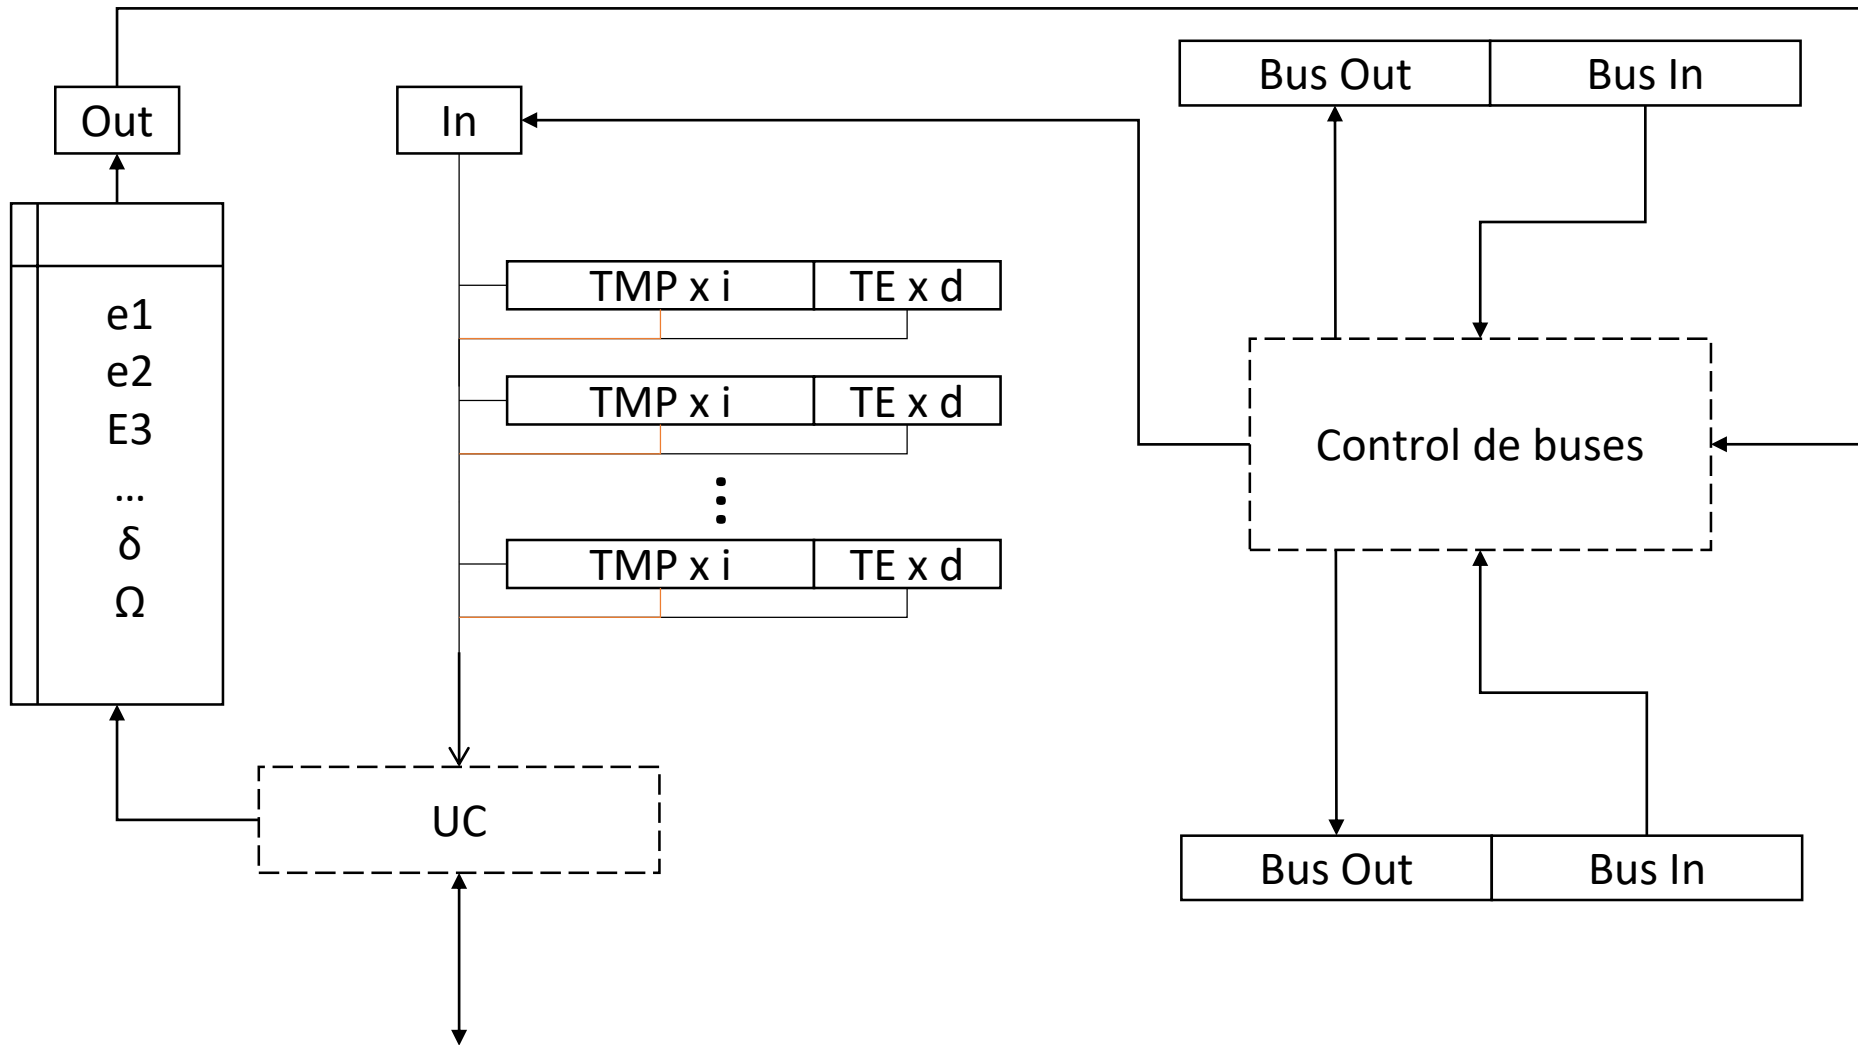 Bus Out
Bus In
Out
In
TMP x i
TE x d
e1
e2
TMP x i
TE x d
E3
Control de buses
...
δ
TMP x i
TE x d
Ω
UC
Bus Out
Bus In